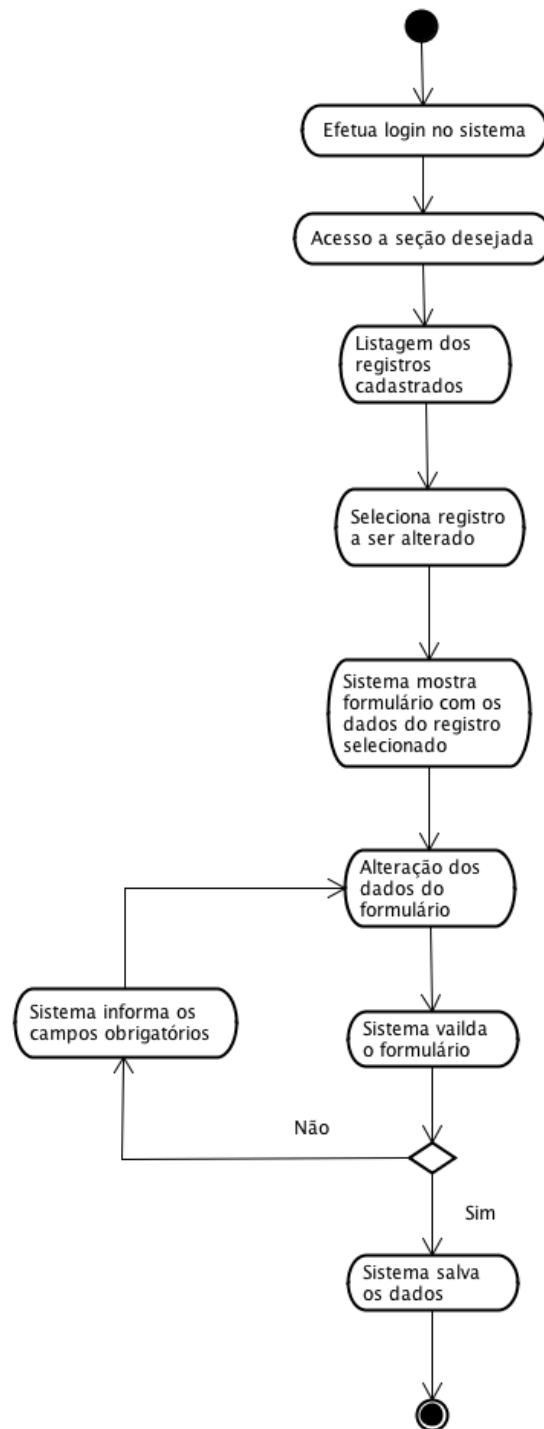 Efetua login no sistema
Acesso a seção desejada
Listagem dos
registros
cadastrados
Seleciona registro
a ser alterado
Sistema mostra
formulário com os
dados do registro
selecionado
Alteração dos
dados do
formulário
Sistema informa os
campos obrigatórios
Sistema vailda
o formulário
Não
Sim
Sistema salva
os dados